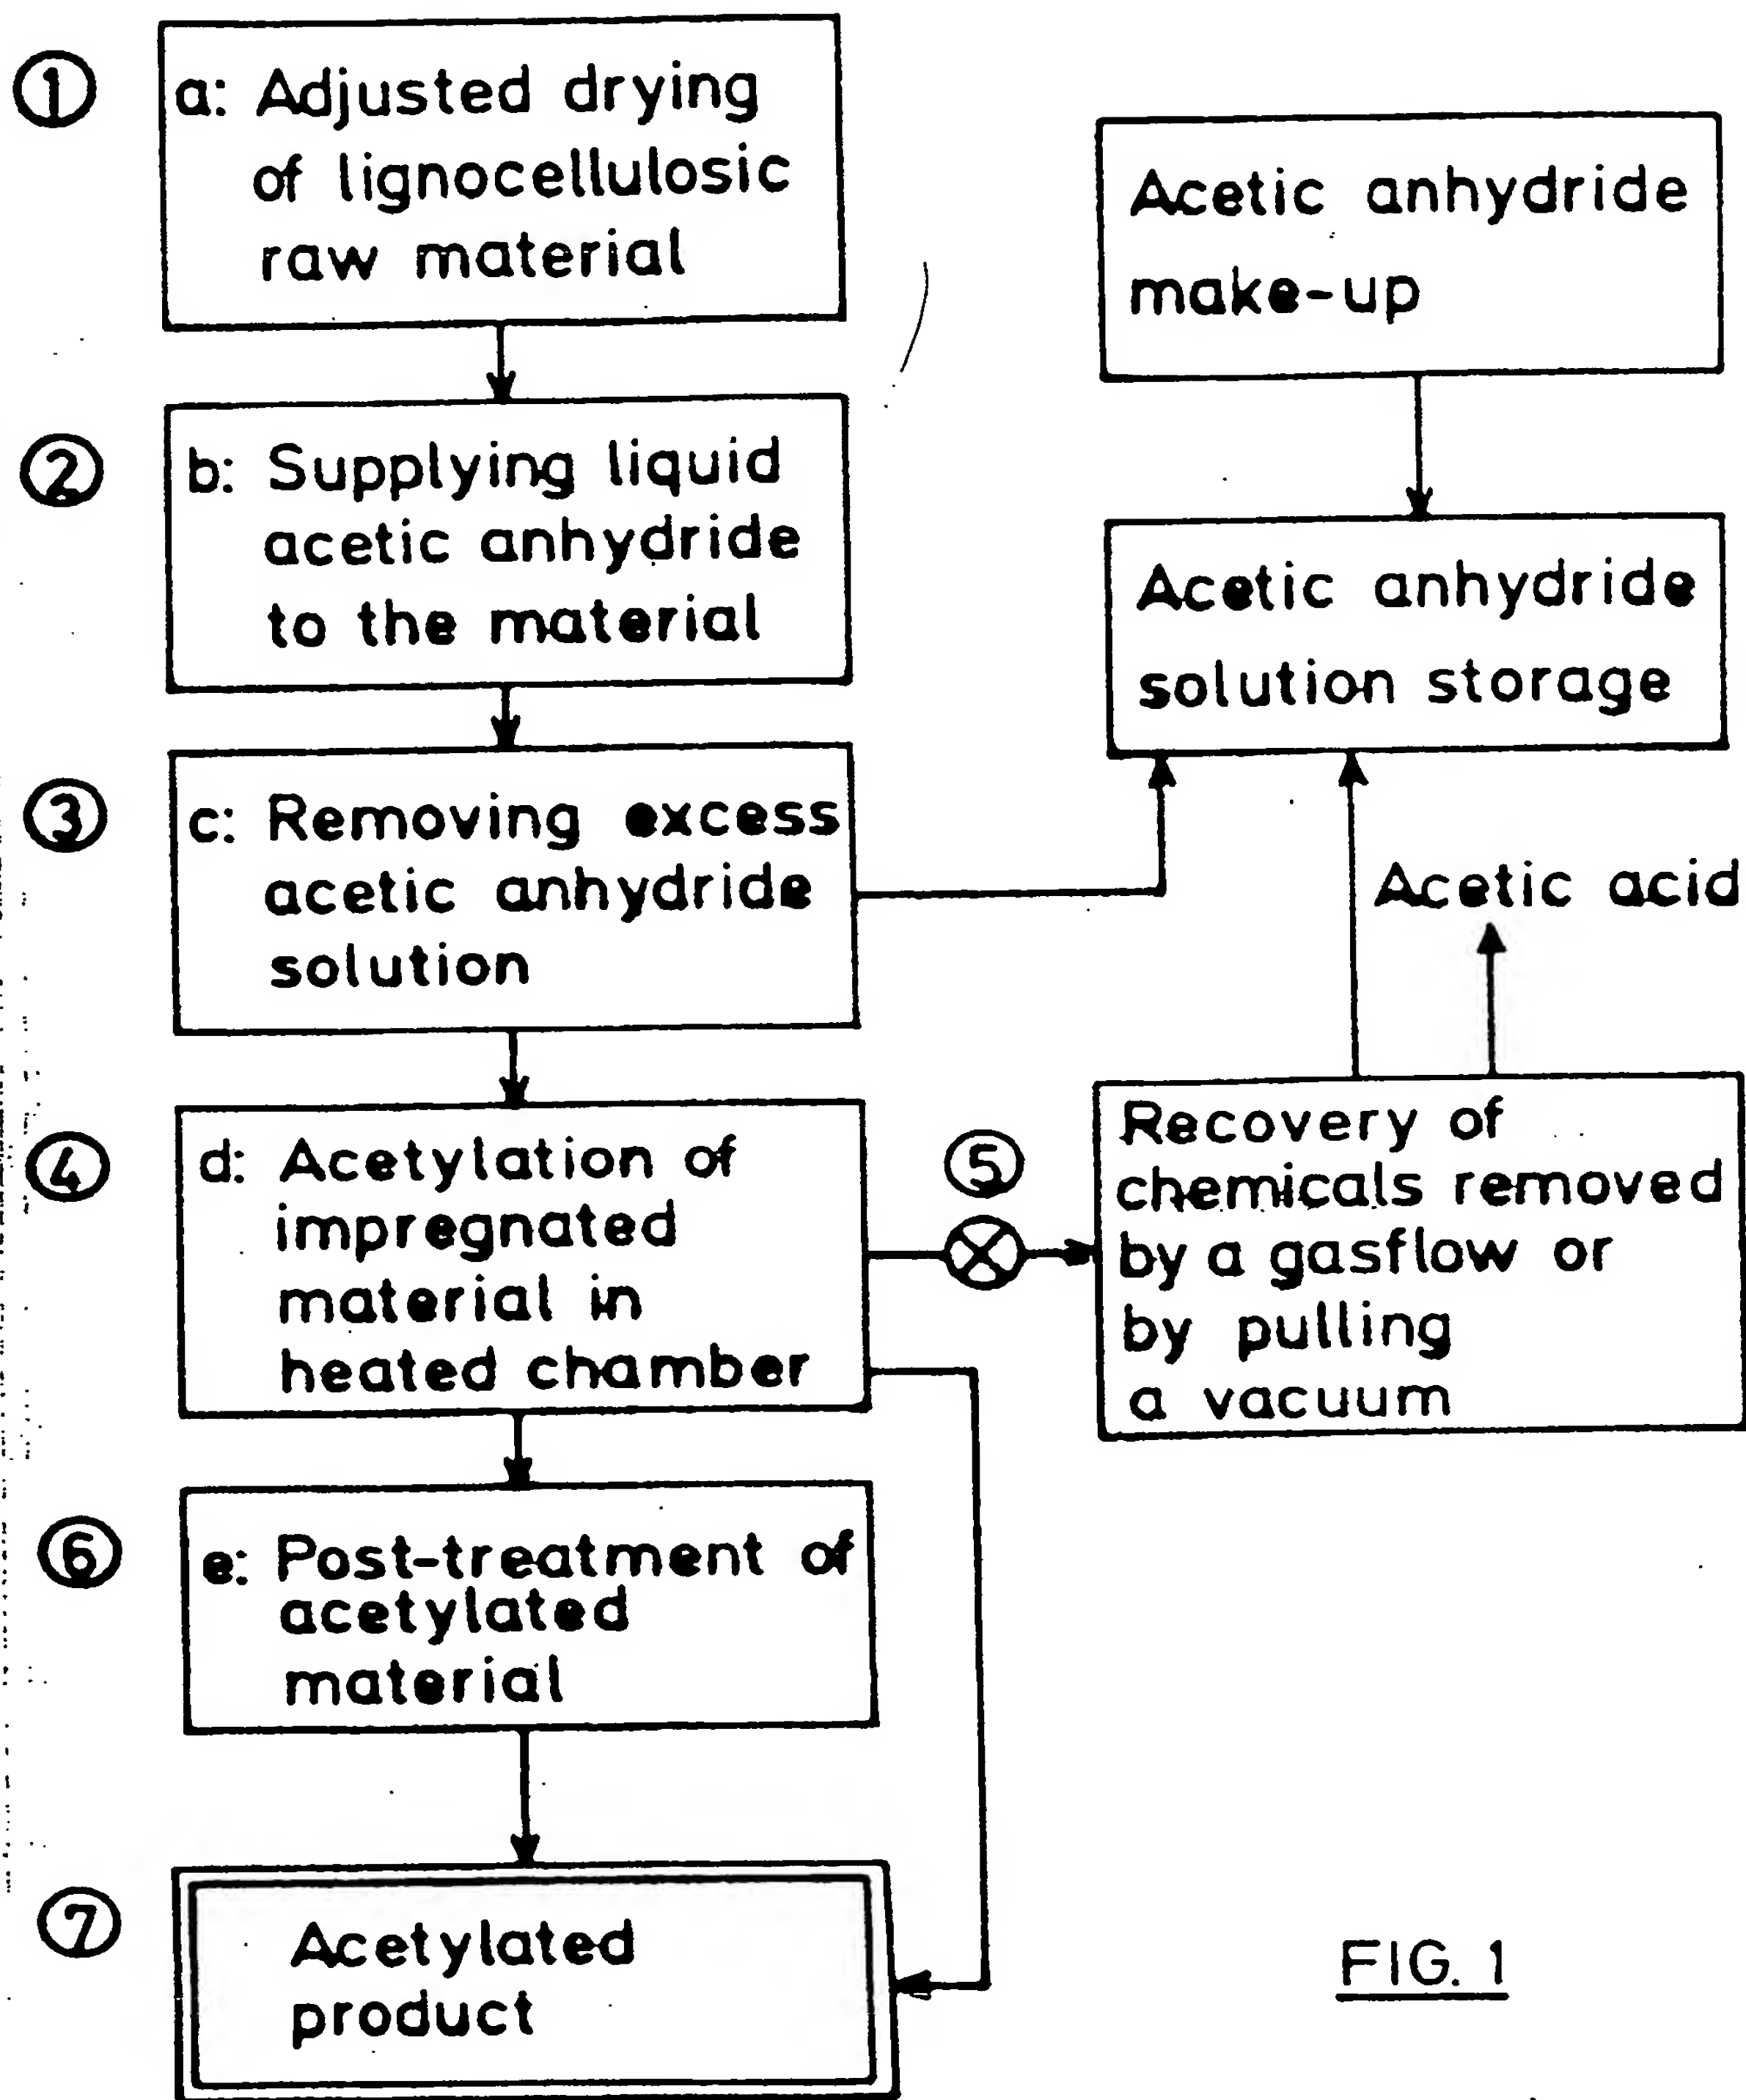 ①
a: Adjusted drying
of lignocellulosic
raw material
②
b: Supplying liquid
acetic anhydride
to the material
③
c: Removing excess
acetic anhydride
solution
④
d: Acetylation of
impregnated
material in
heated chamber
⑤
⑥
e: Post-treatment of
acetylated
material
⑦
Acetylated
product
Acetic anhydride
make-up
Acetic anhydride
solution storage
Acetic acid
Recovery of
chemicals removed
by a gasflow or
by pulling
a vacuum
FIG. 1